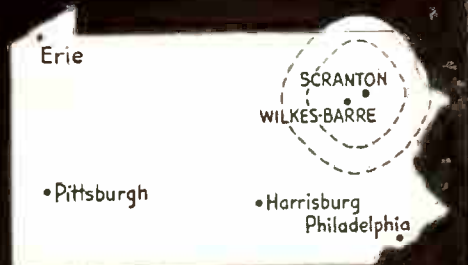 Erie
SCRANTON
WILKES-BARRE
Pittsburgh
Harrisburg
Philadelphia